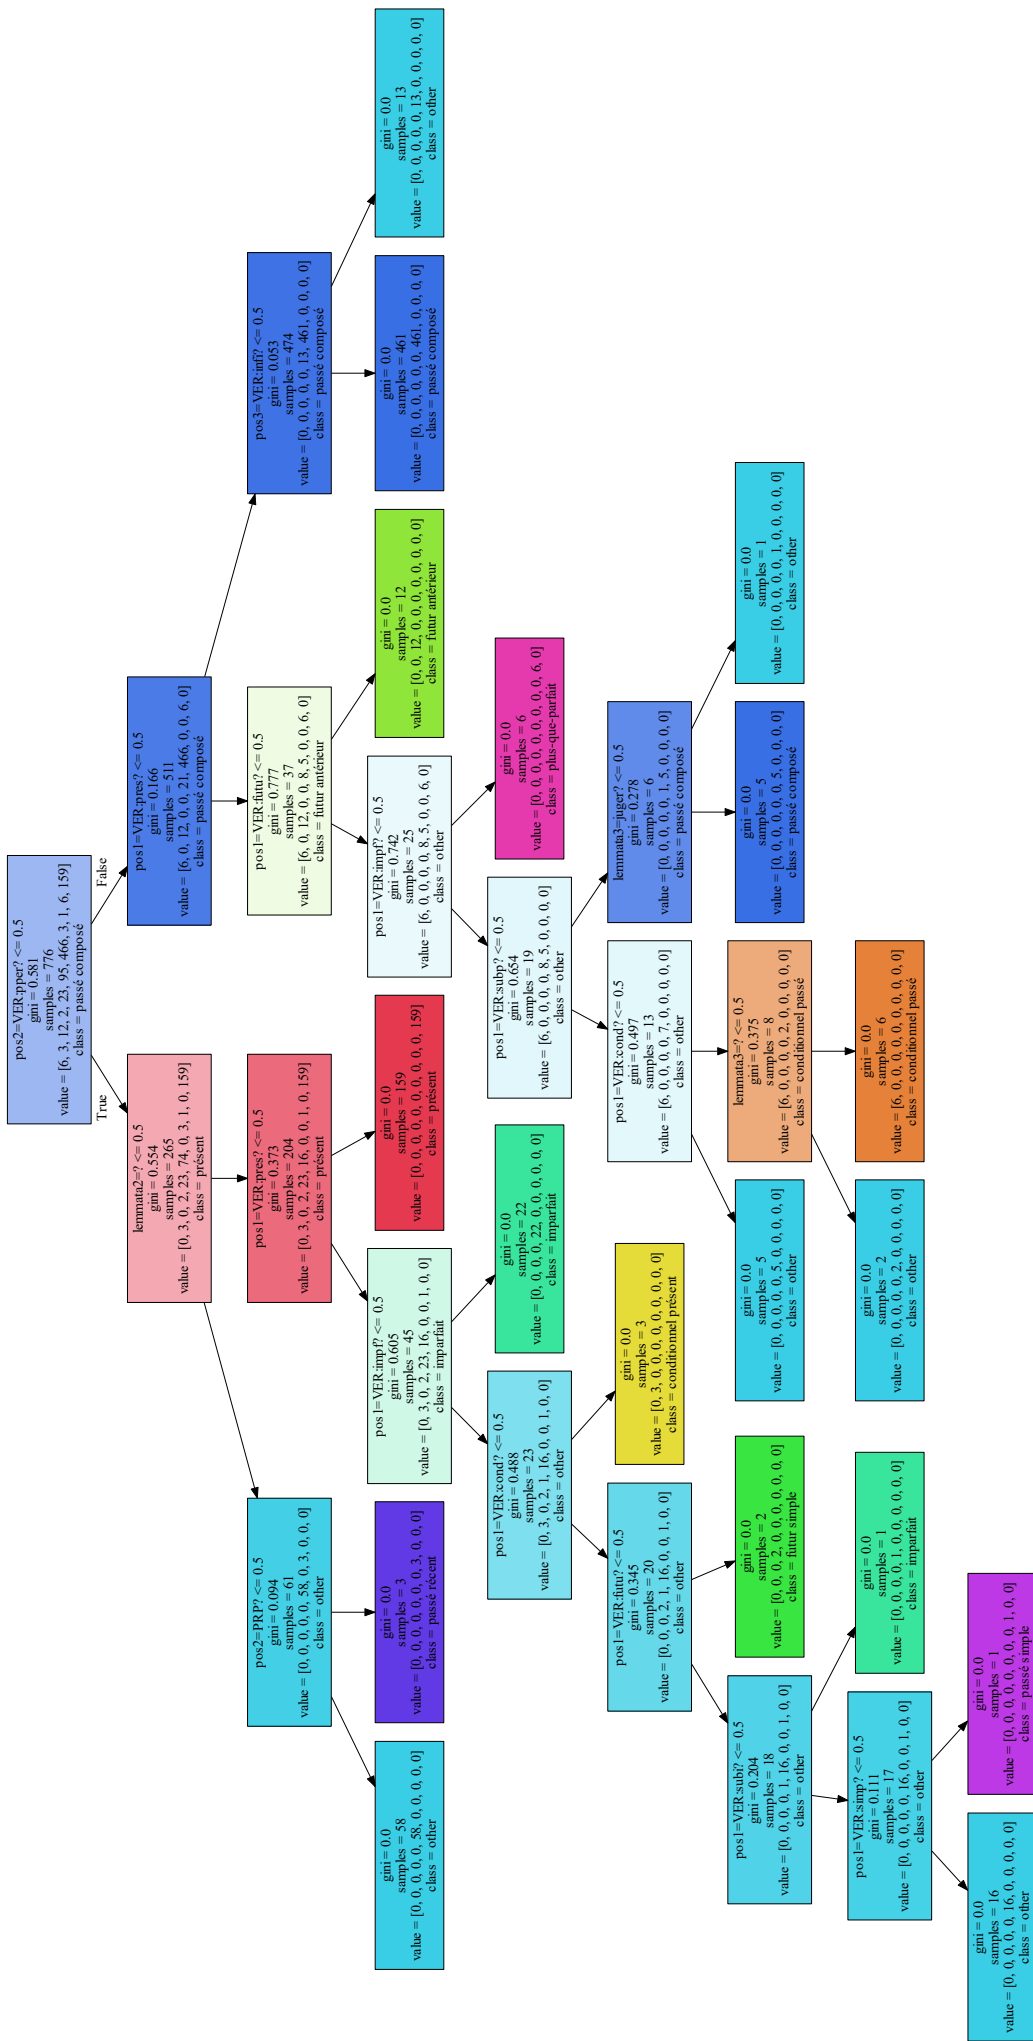 pos2=VER:pper? <= 0.5
gini = 0.581
samples = 776
value = [6, 3, 12, 2, 23, 95, 466, 3, 1, 6, 159]
class = passé composé
True
False
lemmata2=? <= 0.5
gini = 0.554
samples = 265
value = [0, 3, 0, 2, 23, 74, 0, 3, 1, 0, 159]
class = présent
pos1=VER:pres? <= 0.5
gini = 0.166
samples = 511
value = [6, 0, 12, 0, 0, 21, 466, 0, 0, 6, 0]
class = passé composé
pos2=PRP? <= 0.5
gini = 0.094
samples = 61
value = [0, 0, 0, 0, 0, 58, 0, 3, 0, 0, 0]
class = other
pos1=VER:pres? <= 0.5
gini = 0.373
samples = 204
value = [0, 3, 0, 2, 23, 16, 0, 0, 1, 0, 159]
class = présent
pos1=VER:futu? <= 0.5
gini = 0.777
samples = 37
value = [6, 0, 12, 0, 0, 8, 5, 0, 0, 6, 0]
class = futur antérieur
pos3=VER:infi? <= 0.5
gini = 0.053
samples = 474
value = [0, 0, 0, 0, 0, 13, 461, 0, 0, 0, 0]
class = passé composé
gini = 0.0
samples = 58
value = [0, 0, 0, 0, 0, 58, 0, 0, 0, 0, 0]
class = other
gini = 0.0
samples = 3
value = [0, 0, 0, 0, 0, 0, 0, 3, 0, 0, 0]
class = passé récent
pos1=VER:impf? <= 0.5
gini = 0.605
samples = 45
value = [0, 3, 0, 2, 23, 16, 0, 0, 1, 0, 0]
class = imparfait
gini = 0.0
samples = 159
value = [0, 0, 0, 0, 0, 0, 0, 0, 0, 0, 159]
class = présent
pos1=VER:impf? <= 0.5
gini = 0.742
samples = 25
value = [6, 0, 0, 0, 0, 8, 5, 0, 0, 6, 0]
class = other
gini = 0.0
samples = 12
value = [0, 0, 12, 0, 0, 0, 0, 0, 0, 0, 0]
class = futur antérieur
gini = 0.0
samples = 461
value = [0, 0, 0, 0, 0, 0, 461, 0, 0, 0, 0]
class = passé composé
gini = 0.0
samples = 13
value = [0, 0, 0, 0, 0, 13, 0, 0, 0, 0, 0]
class = other
pos1=VER:cond? <= 0.5
gini = 0.488
samples = 23
value = [0, 3, 0, 2, 1, 16, 0, 0, 1, 0, 0]
class = other
gini = 0.0
samples = 22
value = [0, 0, 0, 0, 22, 0, 0, 0, 0, 0, 0]
class = imparfait
pos1=VER:subp? <= 0.5
gini = 0.654
samples = 19
value = [6, 0, 0, 0, 0, 8, 5, 0, 0, 0, 0]
class = other
gini = 0.0
samples = 6
value = [0, 0, 0, 0, 0, 0, 0, 0, 0, 6, 0]
class = plus-que-parfait
pos1=VER:futu? <= 0.5
gini = 0.345
samples = 20
value = [0, 0, 0, 2, 1, 16, 0, 0, 1, 0, 0]
class = other
gini = 0.0
samples = 3
value = [0, 3, 0, 0, 0, 0, 0, 0, 0, 0, 0]
class = conditionnel présent
pos1=VER:cond? <= 0.5
gini = 0.497
samples = 13
value = [6, 0, 0, 0, 0, 7, 0, 0, 0, 0, 0]
class = other
lemmata3=juger? <= 0.5
gini = 0.278
samples = 6
value = [0, 0, 0, 0, 0, 1, 5, 0, 0, 0, 0]
class = passé composé
pos1=VER:subi? <= 0.5
gini = 0.204
samples = 18
value = [0, 0, 0, 0, 1, 16, 0, 0, 1, 0, 0]
class = other
gini = 0.0
samples = 2
value = [0, 0, 0, 2, 0, 0, 0, 0, 0, 0, 0]
class = futur simple
gini = 0.0
samples = 5
value = [0, 0, 0, 0, 0, 5, 0, 0, 0, 0, 0]
class = other
lemmata3=? <= 0.5
gini = 0.375
samples = 8
value = [6, 0, 0, 0, 0, 2, 0, 0, 0, 0, 0]
class = conditionnel passé
gini = 0.0
samples = 5
value = [0, 0, 0, 0, 0, 0, 5, 0, 0, 0, 0]
class = passé composé
gini = 0.0
samples = 1
value = [0, 0, 0, 0, 0, 1, 0, 0, 0, 0, 0]
class = other
pos1=VER:simp? <= 0.5
gini = 0.111
samples = 17
value = [0, 0, 0, 0, 0, 16, 0, 0, 1, 0, 0]
class = other
gini = 0.0
samples = 1
value = [0, 0, 0, 0, 1, 0, 0, 0, 0, 0, 0]
class = imparfait
gini = 0.0
samples = 2
value = [0, 0, 0, 0, 0, 2, 0, 0, 0, 0, 0]
class = other
gini = 0.0
samples = 6
value = [6, 0, 0, 0, 0, 0, 0, 0, 0, 0, 0]
class = conditionnel passé
gini = 0.0
samples = 16
value = [0, 0, 0, 0, 0, 16, 0, 0, 0, 0, 0]
class = other
gini = 0.0
samples = 1
value = [0, 0, 0, 0, 0, 0, 0, 0, 1, 0, 0]
class = passé simple